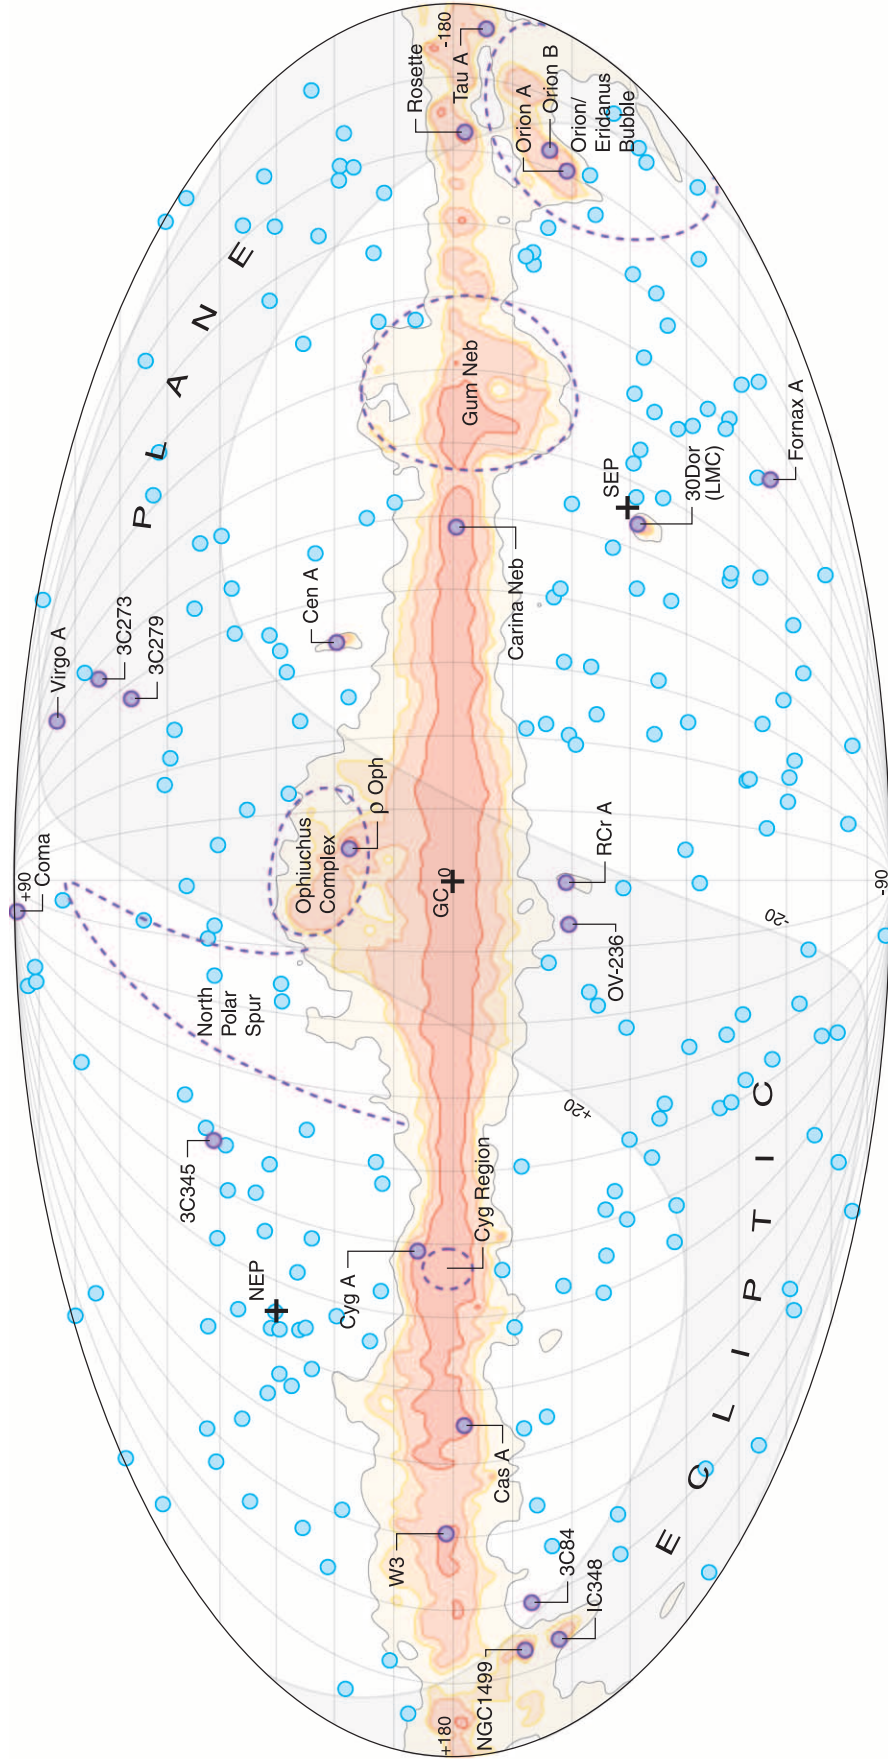 +90
Coma
Virgo A
3C273
3C279
North
Polar
Spur
3C345
NEP
P L A N E
Cen A
Ophiuchus
Complex
ρ Oph
Cyg A
W3
+180
GC
0
Gum Neb
Rosette
Tau A
-180
NGC1499
IC348
3C84
Cas A
Cyg Region
Carina Neb
Orion A
Orion B
Orion/
Eridanus
Bubble
RCr A
OV-236
+20
-20
SEP
30Dor
(LMC)
Fornax A
E C L I P T I C
-90